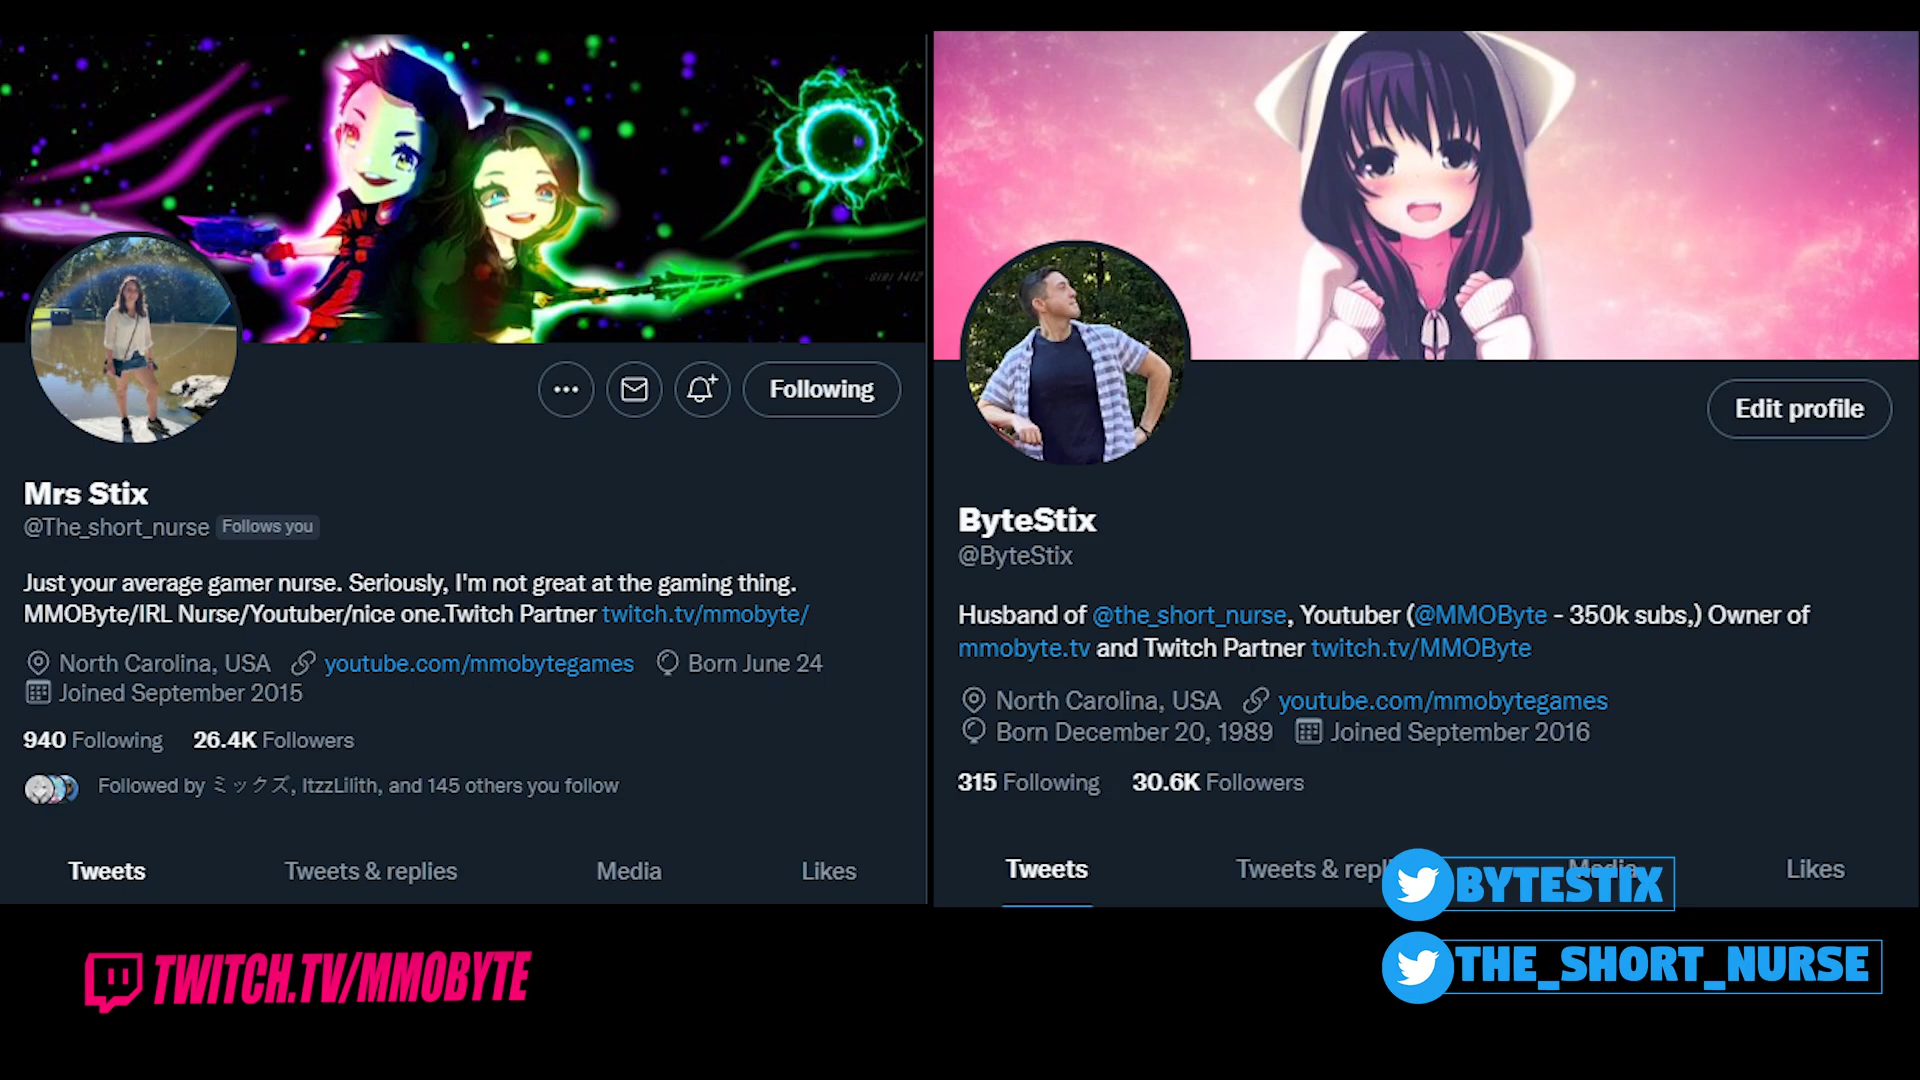 SIRI 1412
Following
Mrs Stix
@The_short_nurse Follows you
Just your average gamer nurse. Seriously, I'm not great at the gaming thing.
MMOByte/IRL Nurse/Youtuber/nice one.Twitch Partner twitch.tv/mmobyte/
North Carolina, USA youtube.com/mmobytegames Born June 24
Joined September 2015
940 Following 26.4K Followers
Followed by ミックズ, ItzzLilith, and 145 others you follow
Tweets Tweets & replies Media Likes
Edit profile
ByteStix
@ByteStix
Husband of @the_short_nurse, Youtuber (@MMOByte - 350k subs,) Owner of
mmobyte.tv and Twitch Partner twitch.tv/MMOByte
North Carolina, USA youtube.com/mmobytegames
Born December 20, 1989 Joined September 2016
315 Following 30.6K Followers
Tweets Tweets & repl Media Likes
BYTESTIX
THE_SHORT_NURSE
TWITCH.TV/MMOBYTE